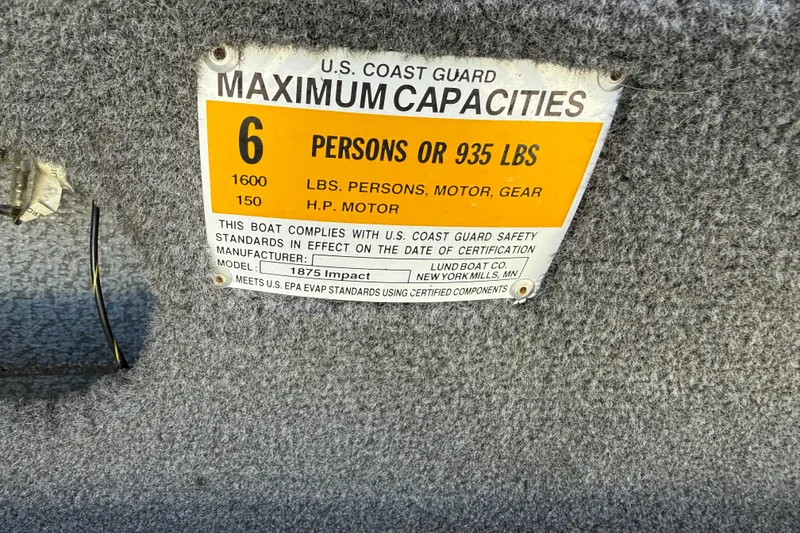 U.S. COAST GUARD
MAXIMUM CAPACITIES
6 PERSONS OR 935 LBS
1600 LBS. PERSONS, MOTOR, GEAR
150 H.P. MOTOR
THIS BOAT COMPLIES WITH U.S. COAST GUARD SAFETY
STANDARDS IN EFFECT ON THE DATE OF CERTIFICATION
MANUFACTURER: LUND BOAT CO.
MODEL: 1875 Impact NEW YORK MILLS, MN
MEETS U.S. EPA EVAP STANDARDS USING CERTIFIED COMPONENTS